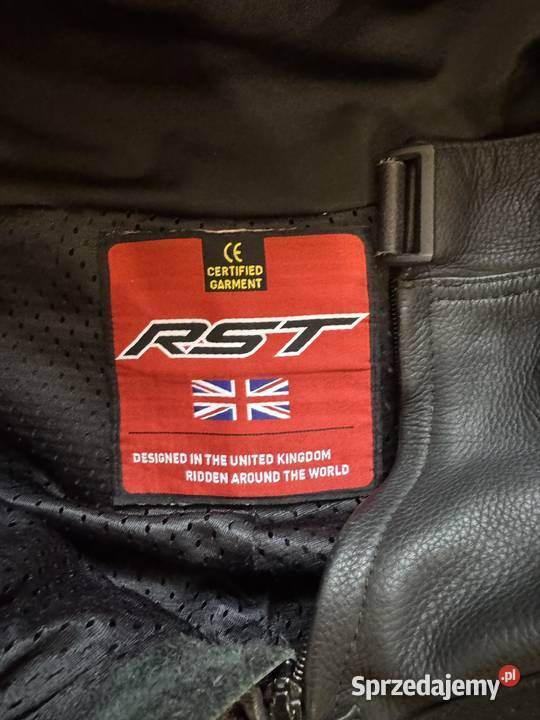 CE
CERTIFIED
GARMENT
RST
DESIGNED IN THE UNITED KINGDOM
RIDDEN AROUND THE WORLD
Sprzedajemy.pl